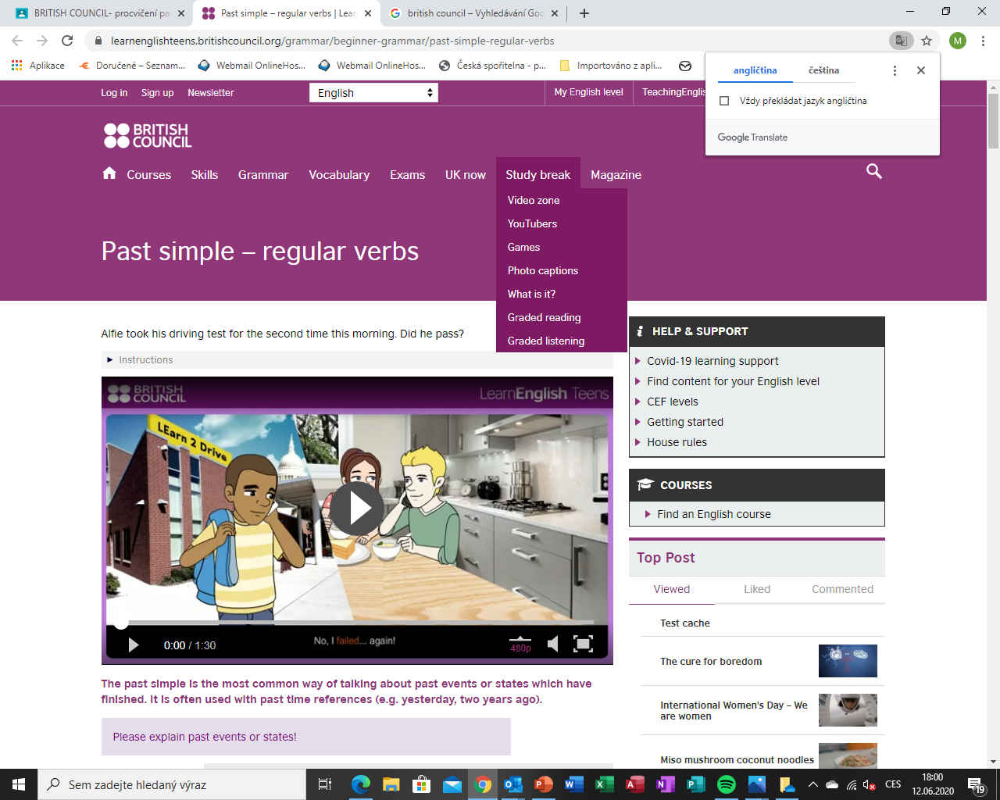 BRITISH COUNCIL- procvičení pa
Past simple – regular verbs | Lear
british council – Vyhledávání Goo
learnenglishteens.britishcouncil.org/grammar/beginner-grammar/past-simple-regular-verbs
M
Aplikace
Doručené – Seznam...
Webmail OnlineHos...
Webmail OnlineHos...
Česká spořitelna - p...
Importováno z apli...
angličtina
čeština
Vždy překládat jazyk angličtina
Google Translate
Log in
Sign up
Newsletter
English
My English level
TeachingEnglis
BRITISH
COUNCIL
Courses
Skills
Grammar
Vocabulary
Exams
UK now
Study break
Magazine
Video zone
YouTubers
Games
Photo captions
What is it?
Graded reading
Graded listening
Past simple – regular verbs
Alfie took his driving test for the second time this morning. Did he pass?
Instructions
BRITISH
COUNCIL
LearnEnglish Teens
LEarn 2 Drive
No, I failed... again!
0:00 / 1:30
480p
The past simple is the most common way of talking about past events or states which have
finished. It is often used with past time references (e.g. yesterday, two years ago).
Please explain past events or states!
HELP & SUPPORT
Covid-19 learning support
Find content for your English level
CEF levels
Getting started
House rules
COURSES
Find an English course
Top Post
Viewed
Liked
Commented
Test cache
The cure for boredom
International Women's Day – We
are women
Miso mushroom coconut noodles
Sem zadejte hledaný výraz
CES
18:00
12.06.2020
19